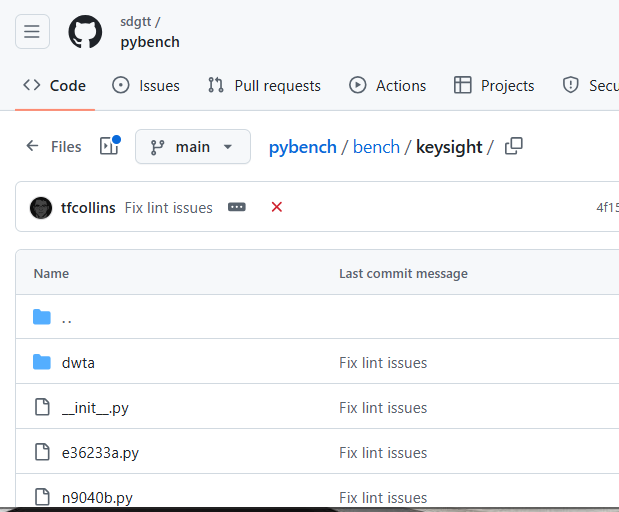 sdgtt /
pybench
Code Issues Pull requests Actions Projects Secu
Files main pybench / bench / keysight /
tfcollins Fix lint issues 4f15
Name Last commit message
..
dwta Fix lint issues
__init__.py Fix lint issues
e36233a.py Fix lint issues
n9040b.py Fix lint issues